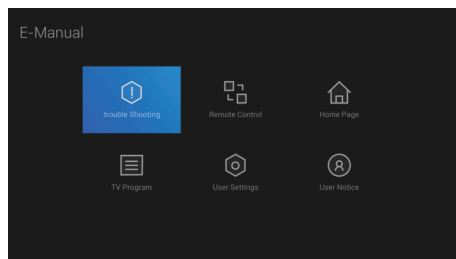 E-Manual
trouble Shooting
Remote Control
Home Page
TV Program
User Settings
User Notice